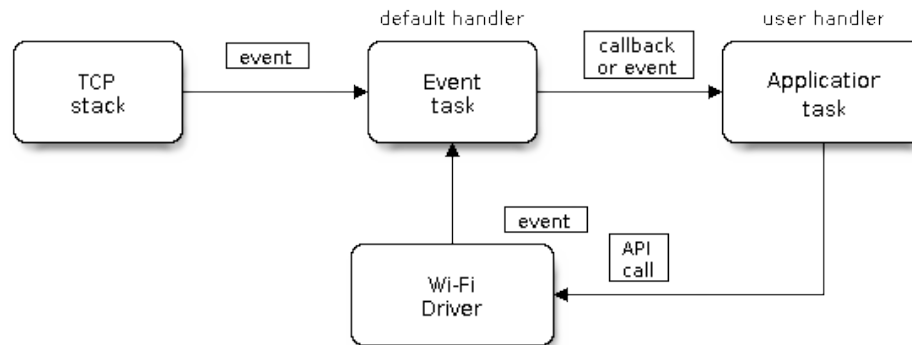 default handler
user handler
event
callback
or event
TCP
stack
Event
task
Application
task
event
API
call
Wi-Fi
Driver